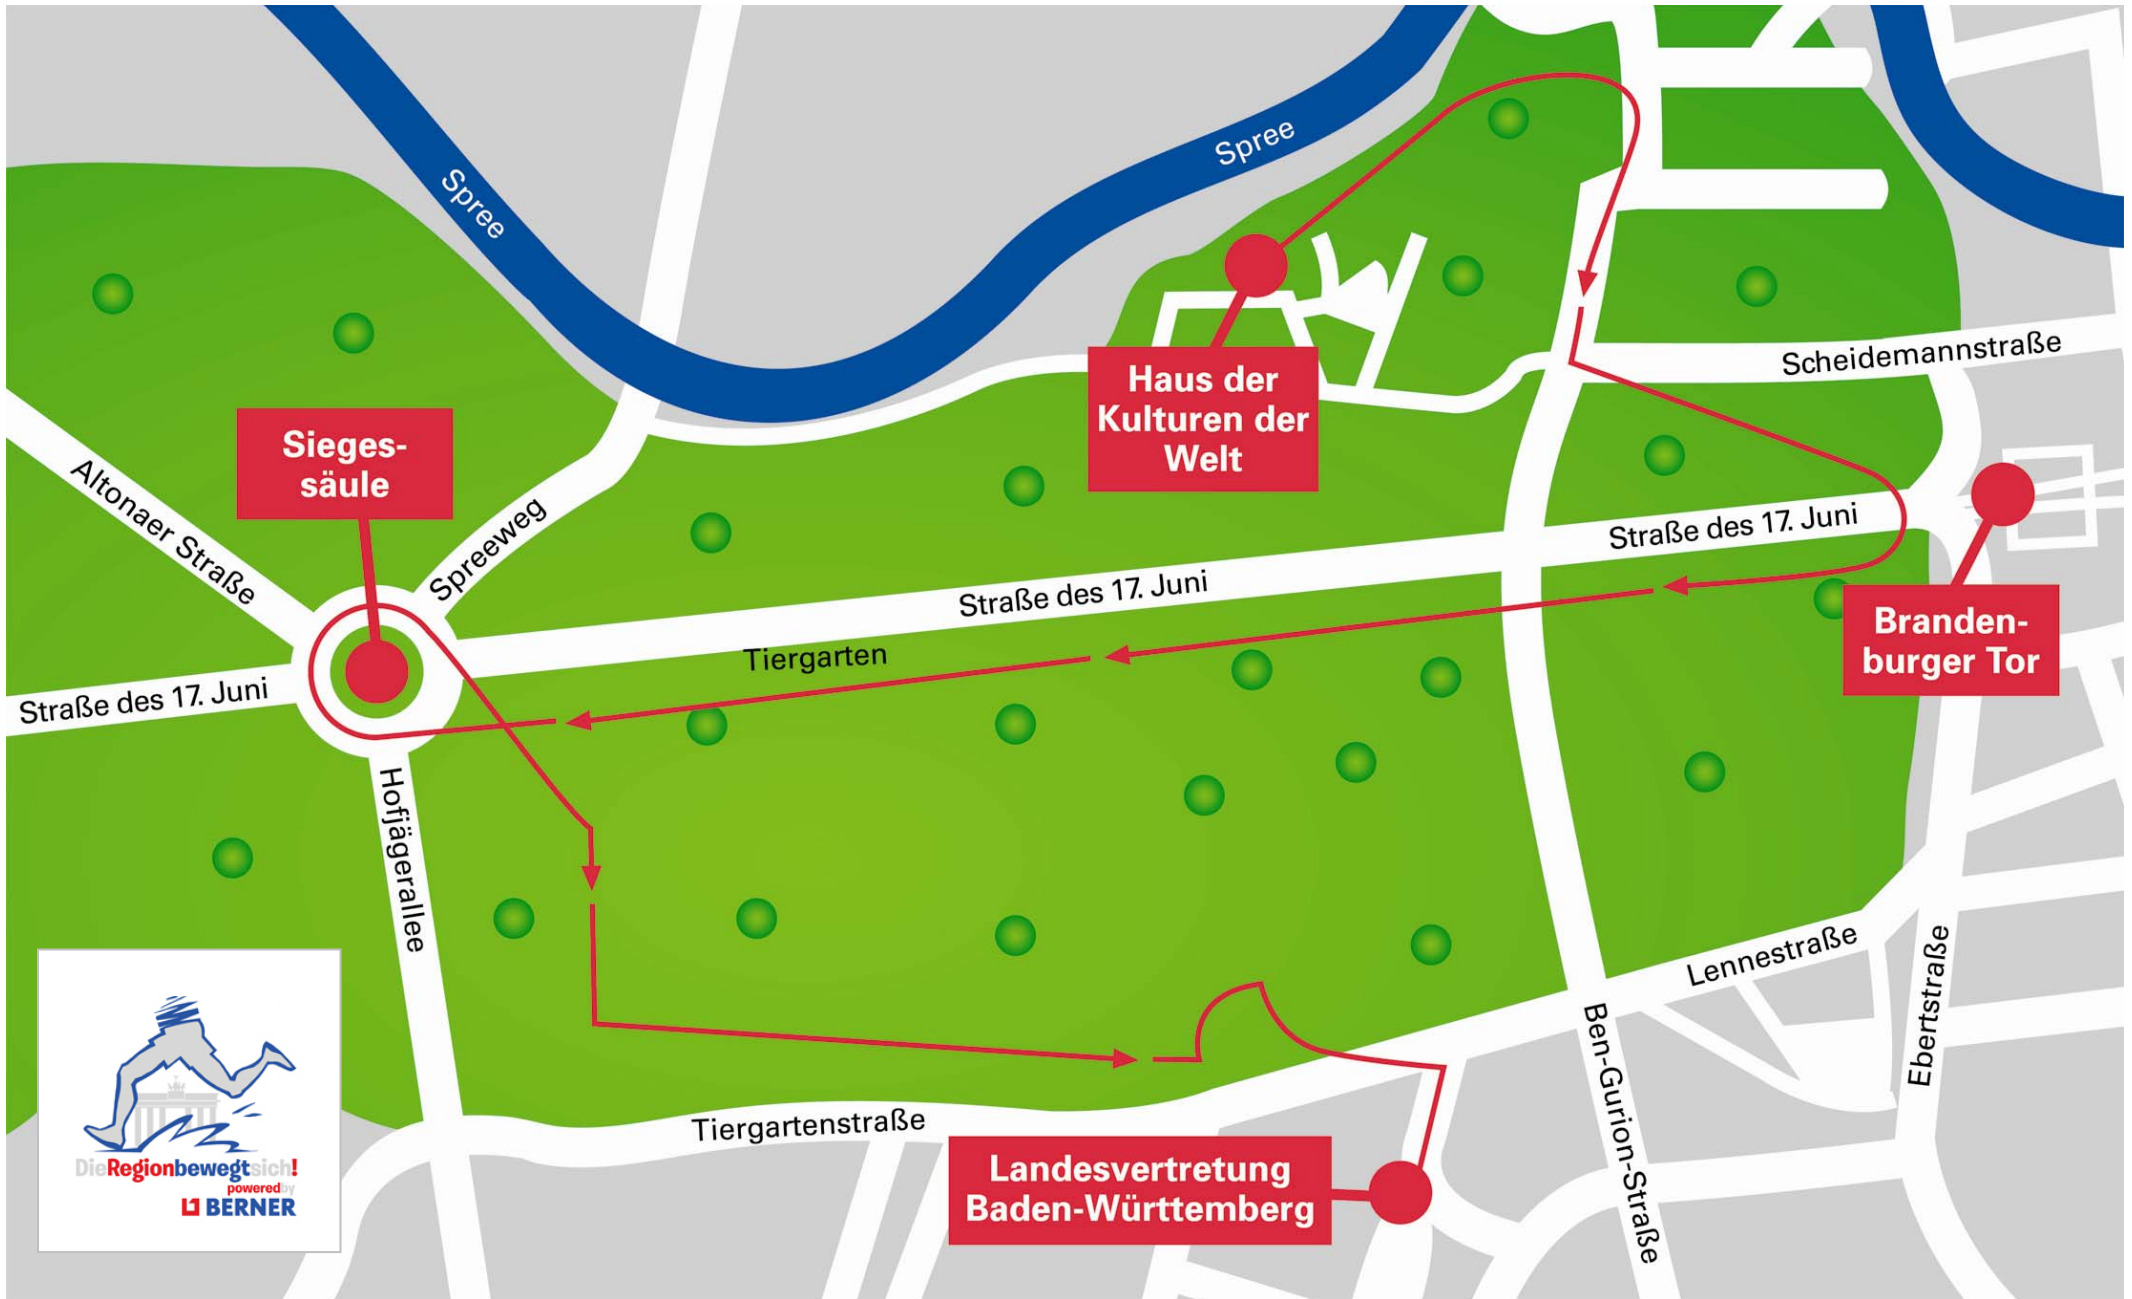 Spree
Spree
Haus der
Kulturen der
Welt
Scheidemannstraße
Sieges-
säule
Altonaer Straße
Spreeweg
Straße des 17. Juni
Straße des 17. Juni
Branden-
burger Tor
Tiergarten
Straße des 17. Juni
Hofjägerallee
Lennestraße
Ebertstraße
Ben-Gurion-Straße
Tiergartenstraße
Landesvertretung
Baden-Württemberg
DieRegionbewegtsich!
poweredby
BERNER